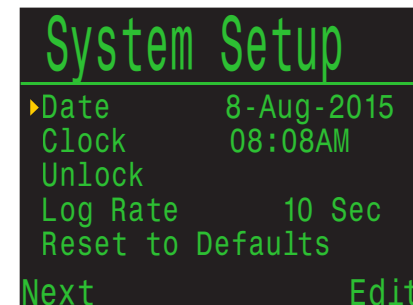 System Setup
Date 8-Aug-2015
Clock 08:08AM
Unlock
Log Rate 10 Sec
Reset to Defaults
Next Edit